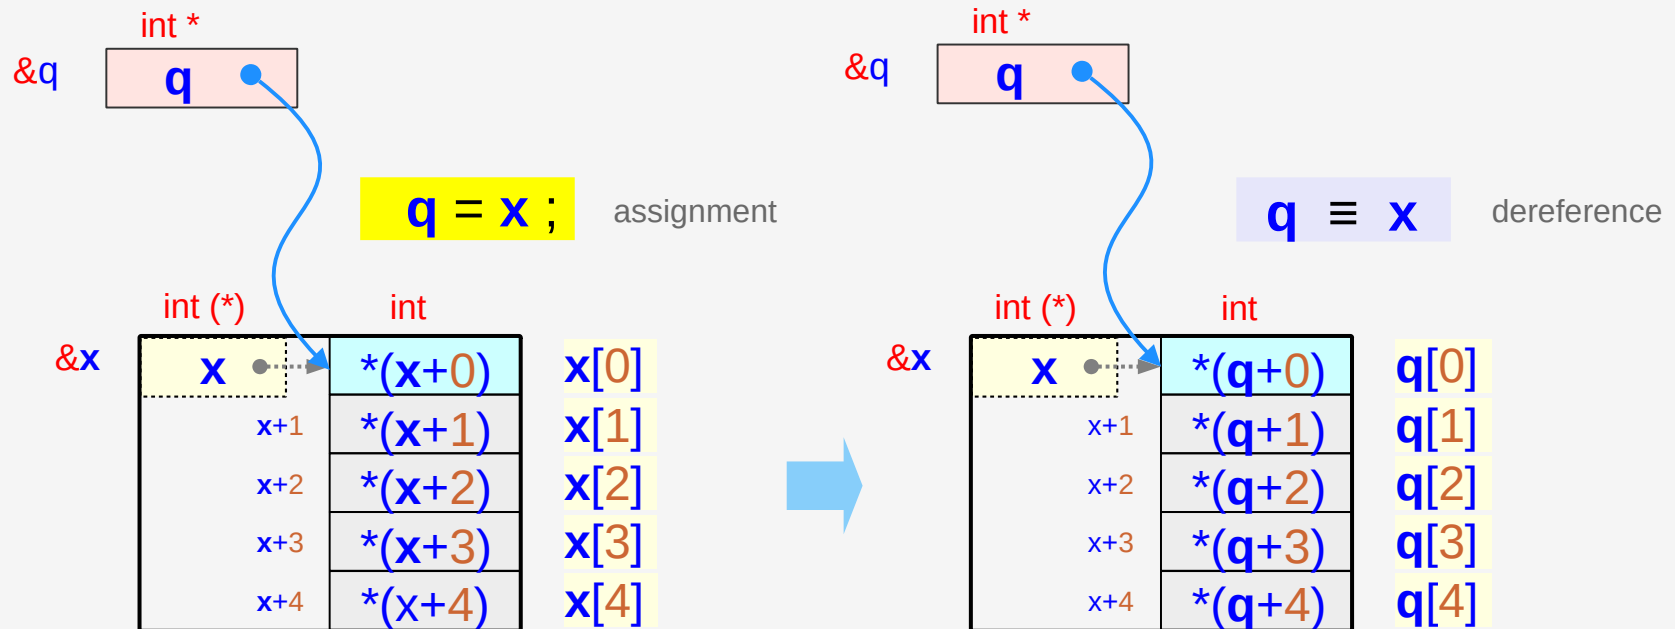 int *
&q
q
q = x ;
assignment
int (*)
int
&x
x
*(x+0)
x[0]
x+1
*(x+1)
x[1]
x+2
*(x+2)
x[2]
x+3
*(x+3)
x[3]
x+4
*(x+4)
x[4]
int *
&q
q
q ≡ x
dereference
int (*)
int
&x
x
*(q+0)
q[0]
x+1
*(q+1)
q[1]
x+2
*(q+2)
q[2]
x+3
*(q+3)
q[3]
x+4
*(q+4)
q[4]